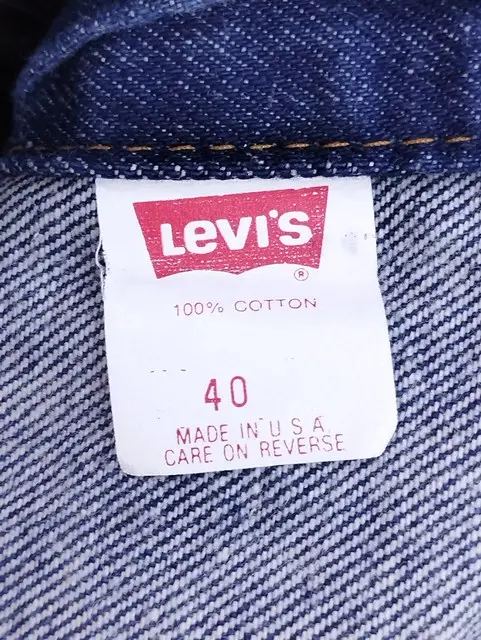 LEVI'S
®
100% COTTON
40
MADE IN U S A
CARE ON REVERSE